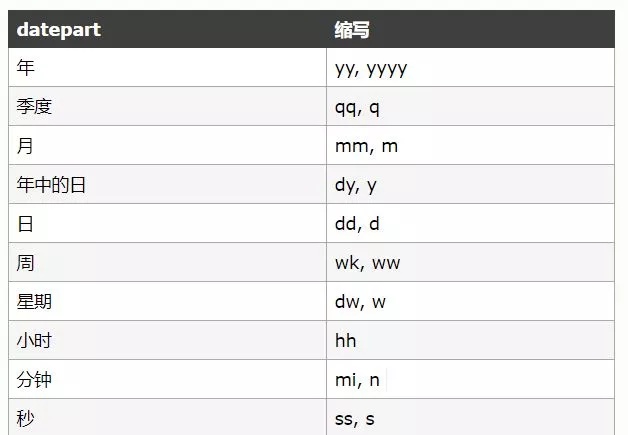 datepart 缩写
年 yy, yyyy
季度 qq, q
月 mm, m
年中的日 dy, y
日 dd, d
周 wk, ww
星期 dw, w
小时 hh
分钟 mi, n
秒 ss, s